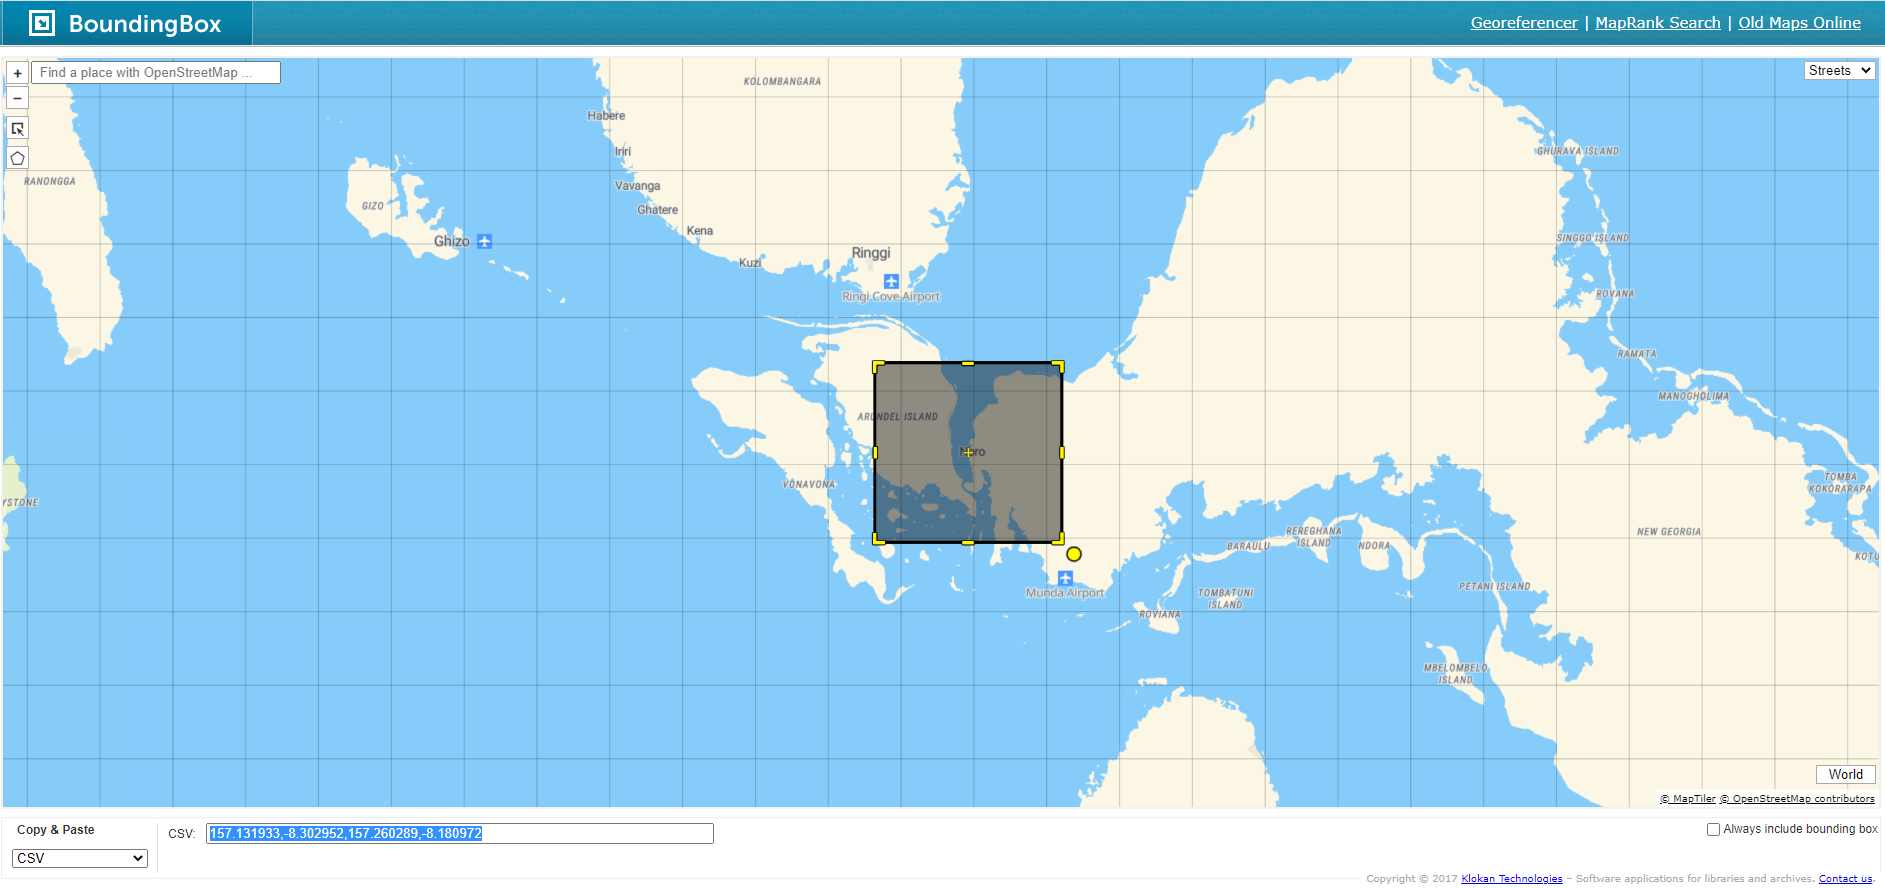 BoundingBox
Georeferencer | MapRank Search | Old Maps Online
+
Find a place with OpenStreetMap ...
Streets
−
KOLOMBANGARA
Habere
Iriri
GHURAVA ISLAND
RANONGGA
Vavanga
GIZO
Ghatere
Kena
SINGGO ISLAND
Ghizo
Ringgi
Kuzi
Ringi Cove Airport
ROVANA
RAMATA
MANOGHOLIMA
ARUNDEL ISLAND
Noro
VONAVONA
TOMBA
KOKORARAPA
YSTONE
REREGHANA
ISLAND
NEW GEORGIA
BARAULU
NDORA
KOTU
Munda Airport
TOMBATUNI
ISLAND
PETANI ISLAND
ROVIANA
MBELOMBELO
ISLAND
World
© MapTiler © OpenStreetMap contributors
Copy & Paste
CSV
CSV:
157.131933,-8.302952,157.260289,-8.180972
Always include bounding box
Copyright © 2017 Klokan Technologies – Software applications for libraries and archives. Contact us.